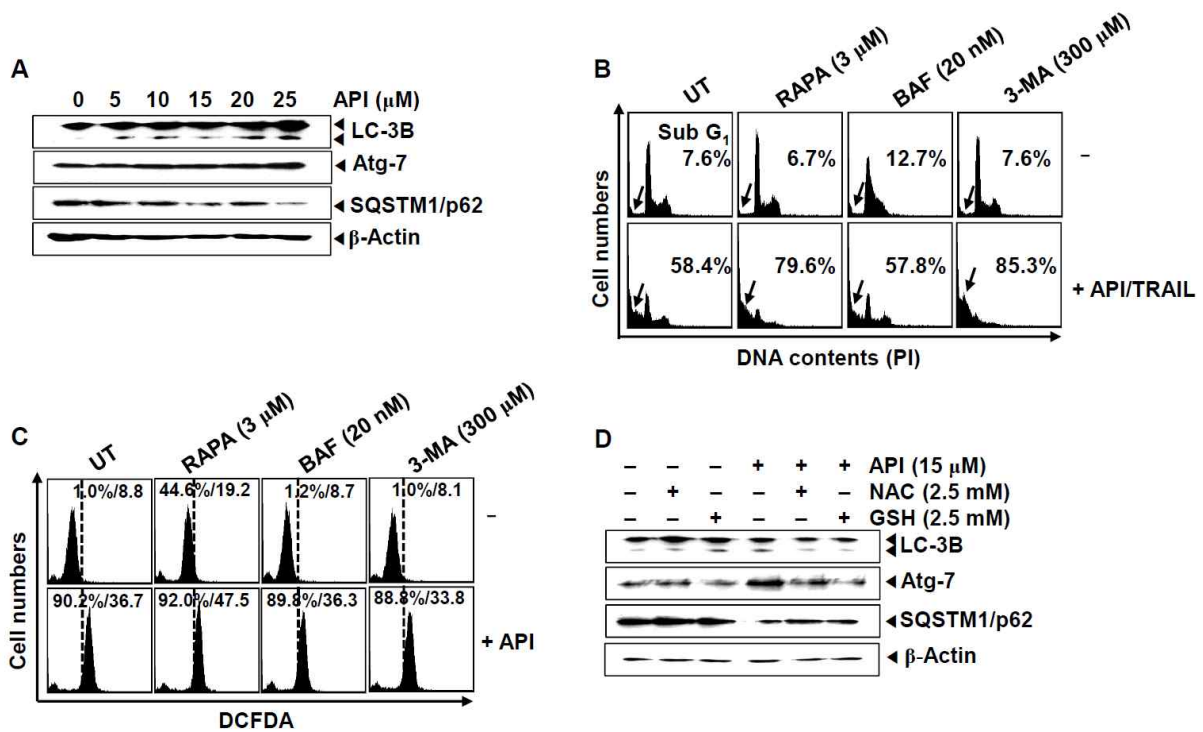 A
0 5 10 15 20 25 API (μM)
LC-3B
Atg-7
SQSTM1/p62
β-Actin
B
UT RAPA (3 μM) BAF (20 nM) 3-MA (300 μM)
Sub G1
7.6% 6.7% 12.7% 7.6% –
58.4% 79.6% 57.8% 85.3% + API/TRAIL
Cell numbers
DNA contents (PI)
C
UT RAPA (3 μM) BAF (20 nM) 3-MA (300 μM)
1.0%/8.8 44.6%/19.2 1.2%/8.7 1.0%/8.1 –
90.2%/36.7 92.0%/47.5 89.8%/36.3 88.8%/33.8 + API
Cell numbers
DCFDA
D
– – – + + + API (15 μM)
– + – – + – NAC (2.5 mM)
– – + – – + GSH (2.5 mM)
LC-3B
Atg-7
SQSTM1/p62
β-Actin